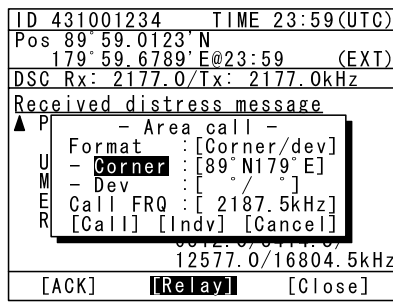 ID 431001234 TIME 23:59(UTC)
Pos 89°59.0123'N
179°59.6789'E@23:59 (EXT)
DSC Rx: 2177.0/Tx: 2177.0kHz
Received distress message
▲ P
- Area call -
Format :[Corner/dev]
- Corner :[89°N179°E]
- Dev :[ °/ °]
Call FRQ :[ 2187.5kHz]
[Call] [Indv] [Cancel]
U
M
E
R
12577.0/16804.5kHz
[ACK] [Relay] [Close]